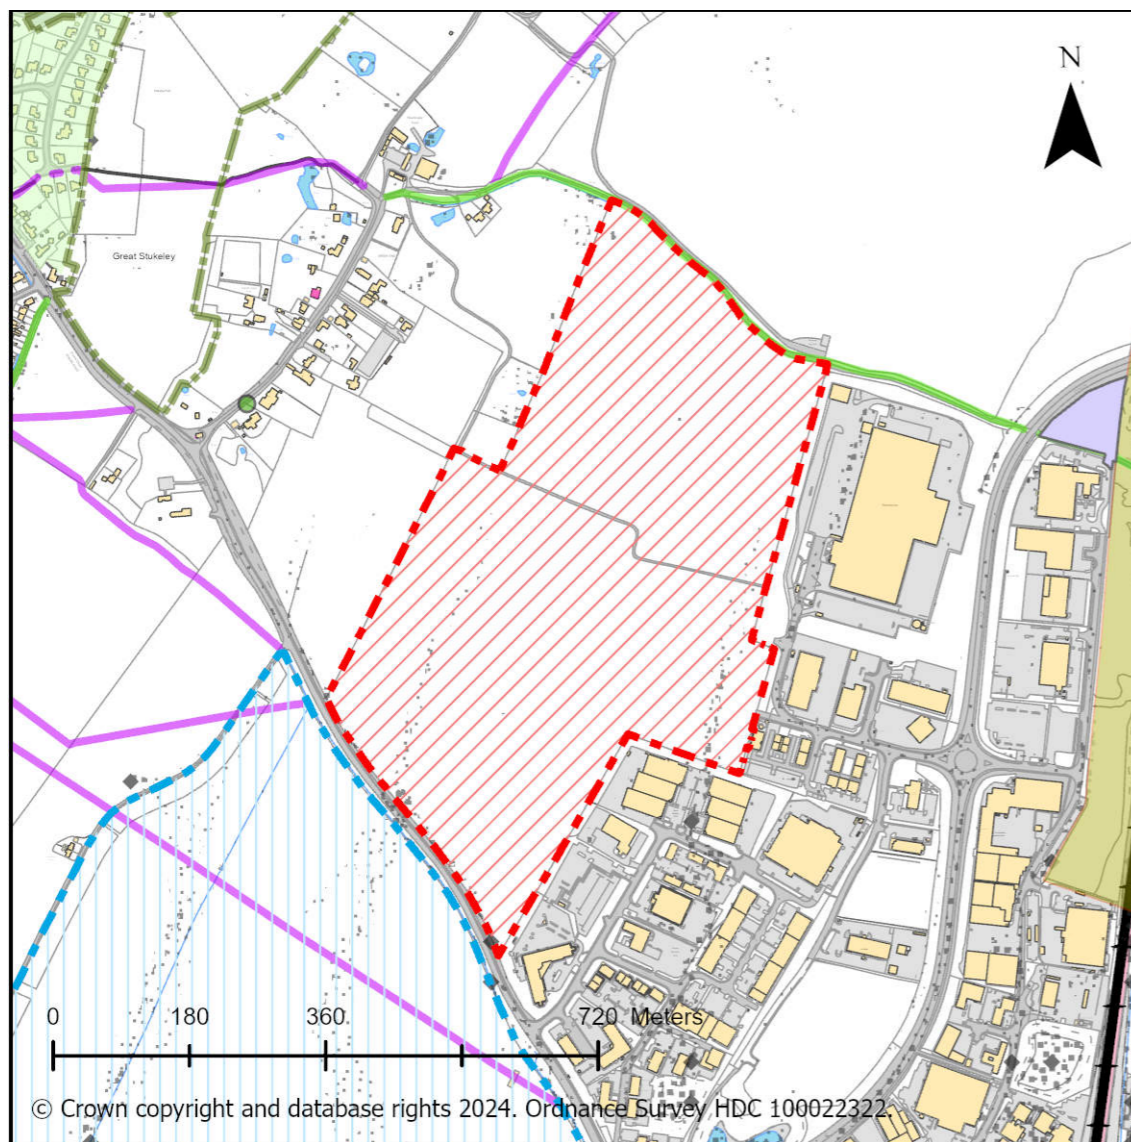 N
Great Stukeley
0 180 360 720 Meters
© Crown copyright and database rights 2024. Ordnance Survey HDC 100022322.